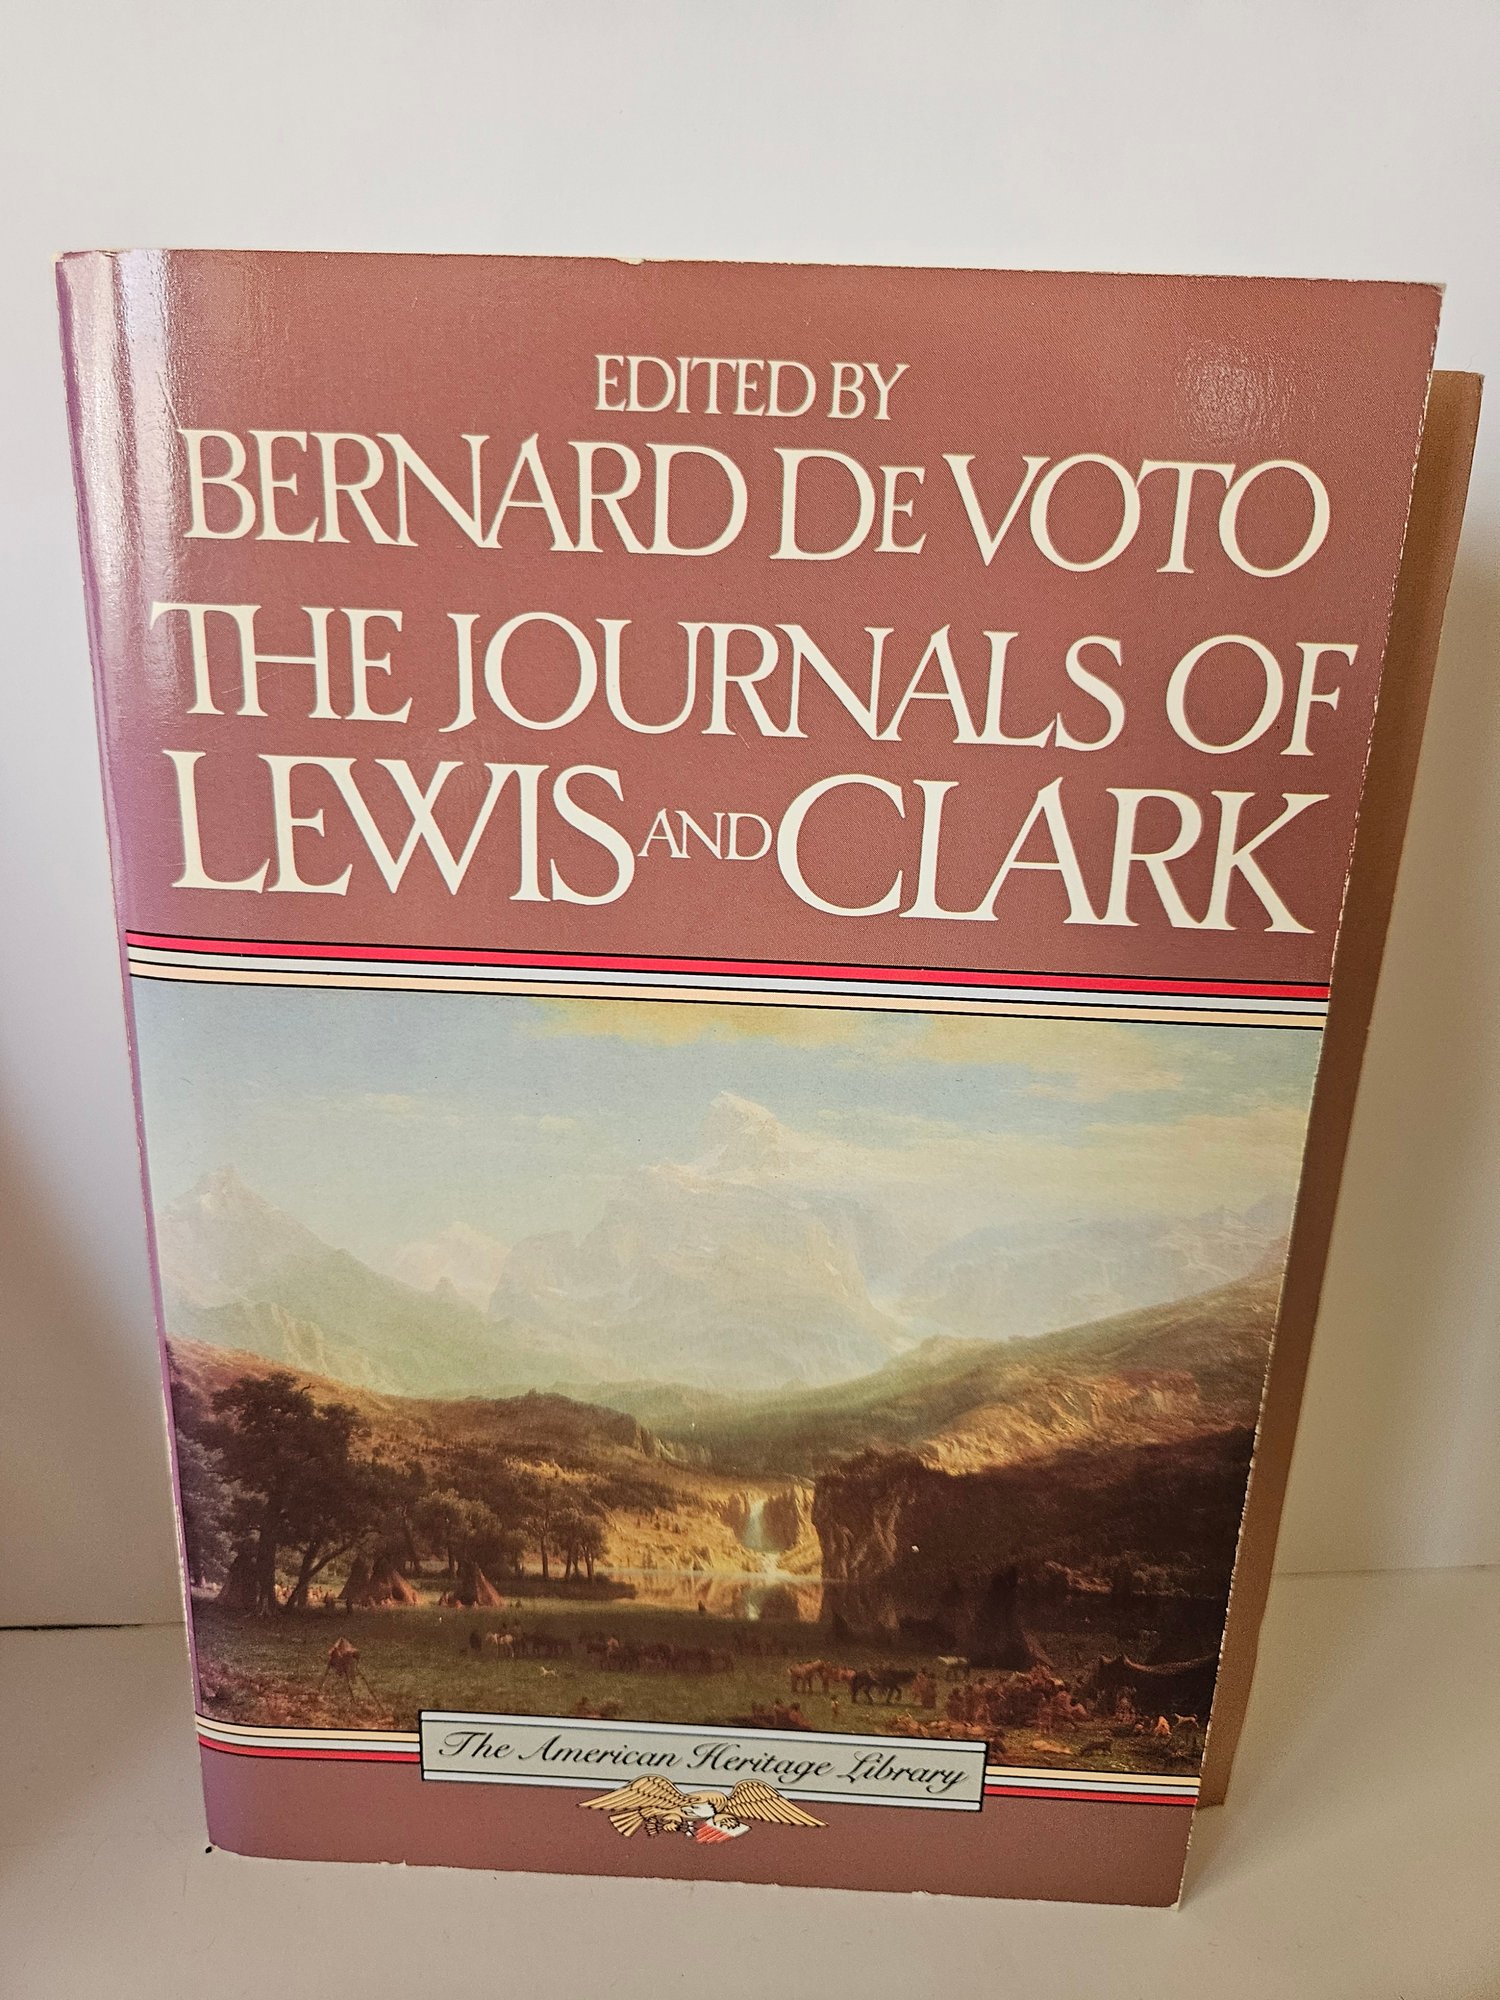 EDITED BY
BERNARD DE VOTO
THE JOURNALS OF
LEWIS AND CLARK
The American Heritage Library